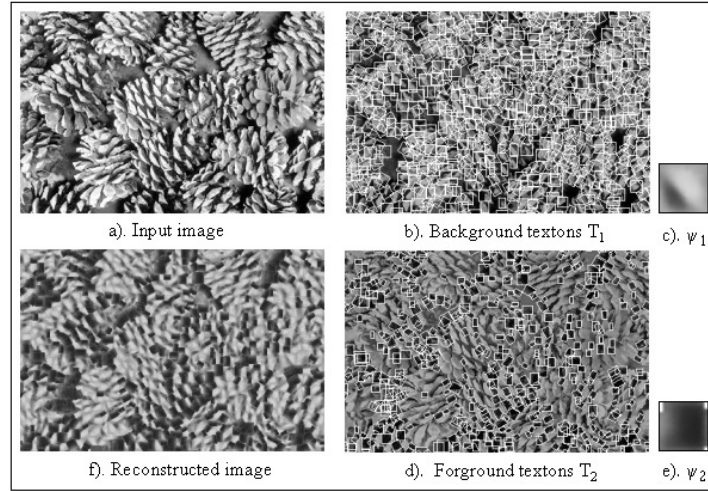 a). Input image
b). Background textons T1
c). ψ1
f). Reconstructed image
d). Forground textons T2
e). ψ2